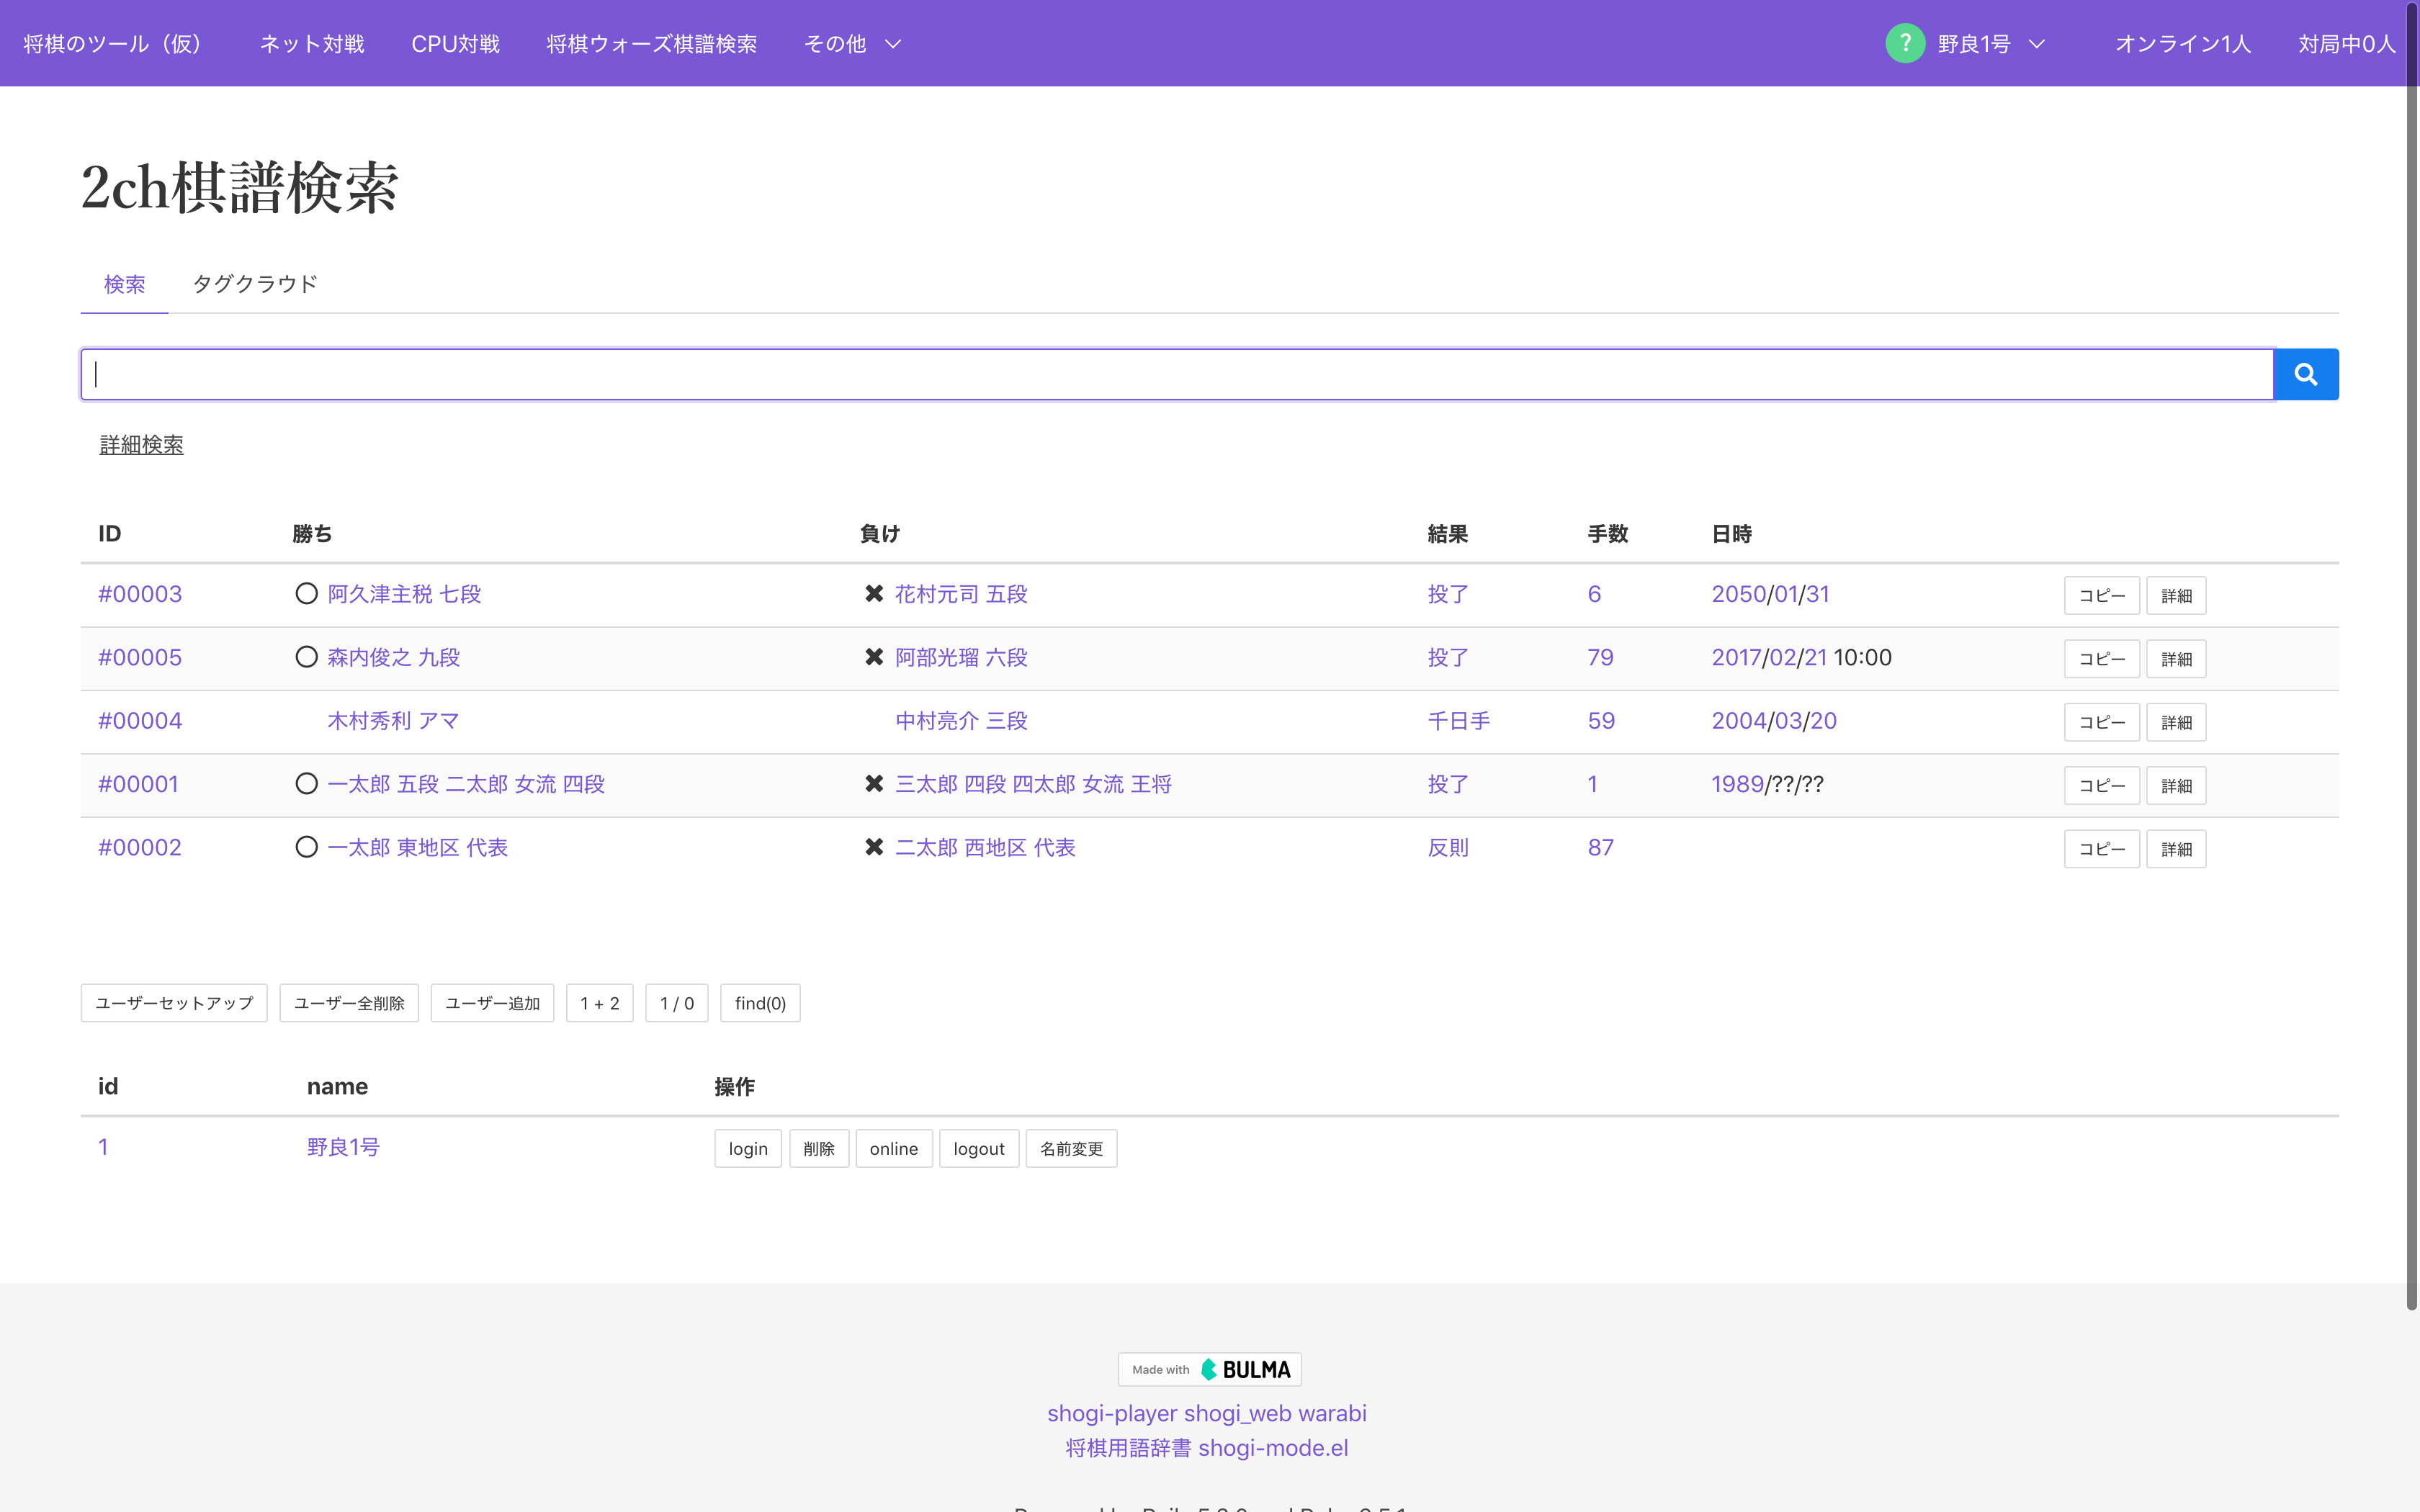 将棋のツール（仮） ネット対戦 CPU対戦 将棋ウォーズ棋譜検索 その他 ? 野良1号 オンライン1人 対局中0人
2ch棋譜検索
検索 タグクラウド
詳細検索
ID 勝ち 負け 結果 手数 日時
#00003 阿久津主税 七段 花村元司 五段 投了 6 2050/01/31 コピー 詳細
#00005 森内俊之 九段 阿部光瑠 六段 投了 79 2017/02/21 10:00 コピー 詳細
#00004 木村秀利 アマ 中村亮介 三段 千日手 59 2004/03/20 コピー 詳細
#00001 一太郎 五段 二太郎 女流 四段 三太郎 四段 四太郎 女流 王将 投了 1 1989/??/?? コピー 詳細
#00002 一太郎 東地区 代表 二太郎 西地区 代表 反則 87 コピー 詳細
ユーザーセットアップ ユーザー全削除 ユーザー追加 1 + 2 1 / 0 find(0)
id name 操作
1 野良1号 login 削除 online logout 名前変更
Made with BULMA
shogi-player shogi_web warabi
将棋用語辞書 shogi-mode.el